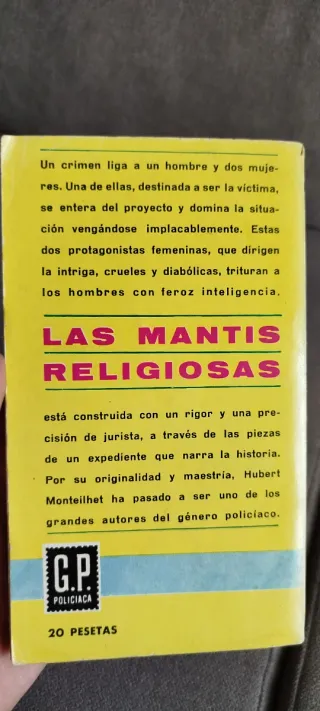 Un crimen liga a un hombre y dos muje-
res. Una de ellas, destinada a ser la víctima,
se entera del proyecto y domina la situa-
ción vengándose implacablemente. Estas
dos protagonistas femeninas, que dirigen
la intriga, crueles y diabólicas, trituran a
los hombres con feroz inteligencia.
LAS MANTIS
RELIGIOSAS
está construida con un rigor y una pre-
cisión de jurista, a través de las piezas
de un expediente que narra la historia.
Por su originalidad y maestría, Hubert
Monteilhet ha pasado a ser uno de los
grandes autores del género policíaco.
G.P.
POLICIACA
20 PESETAS